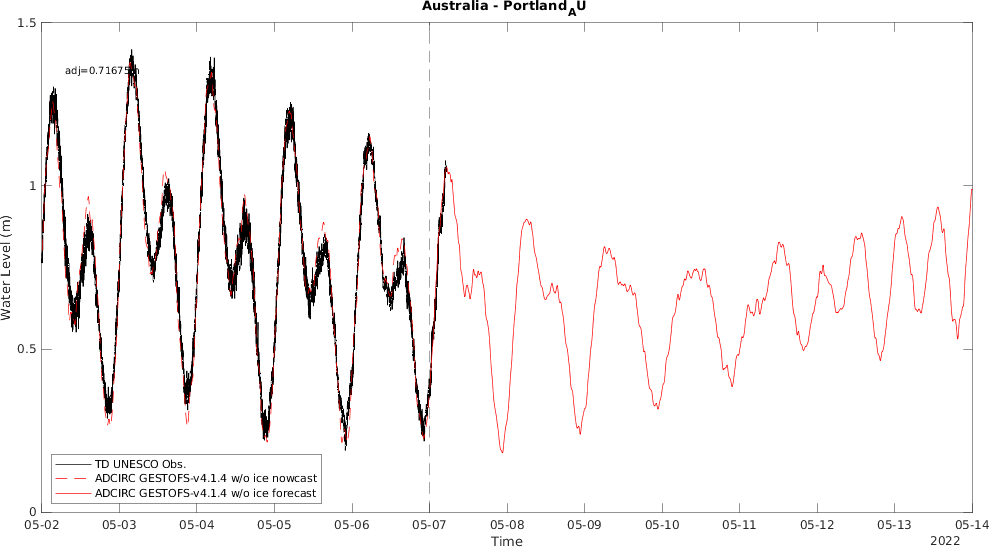 Australia - Portland_AU
1.5
adj=0.71675m
1
Water Level (m)
0.5
TD UNESCO Obs.
ADCIRC GESTOFS-v4.1.4 w/o ice nowcast
ADCIRC GESTOFS-v4.1.4 w/o ice forecast
0
05-02 05-03 05-04 05-05 05-06 05-07 05-08 05-09 05-10 05-11 05-12 05-13 05-14
Time
2022